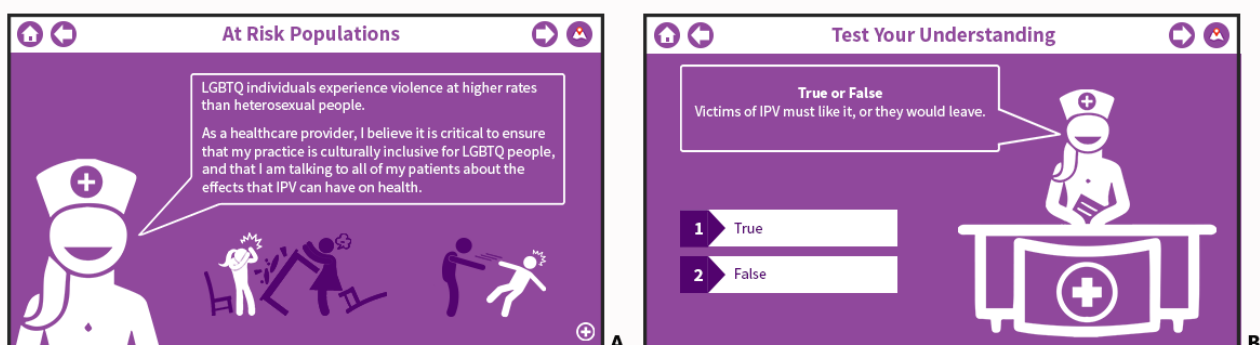 At Risk Populations
LGBTQ individuals experience violence at higher rates
than heterosexual people.
As a healthcare provider, I believe it is critical to ensure
that my practice is culturally inclusive for LGBTQ people,
and that I am talking to all of my patients about the
effects that IPV can have on health.
A
Test Your Understanding
True or False
Victims of IPV must like it, or they would leave.
1 True
2 False
B